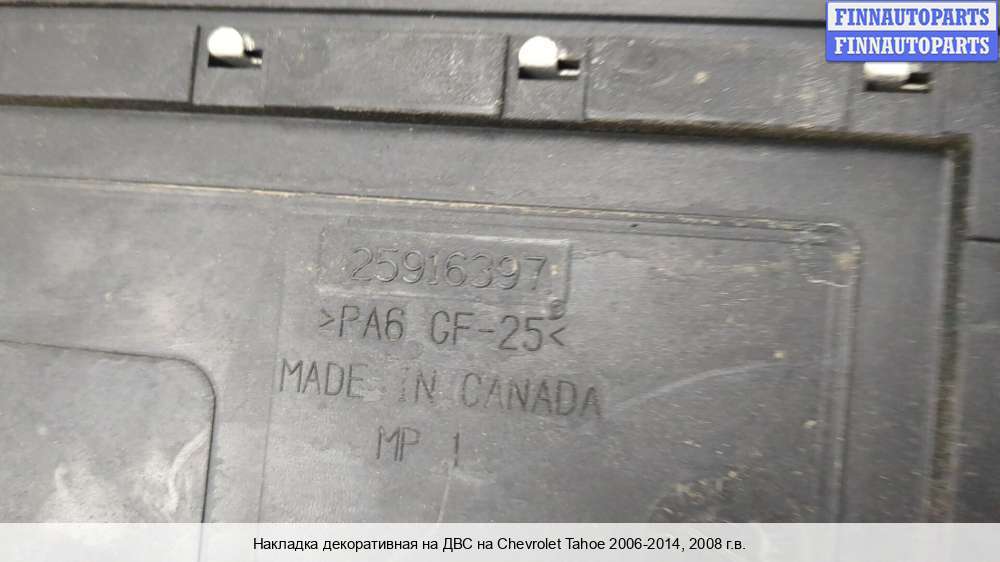 FINNAUTOPARTS
FINNAUTOPARTS
25916397
>PA6 GF-25<
MADE IN CANADA
MP 1
Накладка декоративная на ДВС на Chevrolet Tahoe 2006-2014, 2008 г.в.